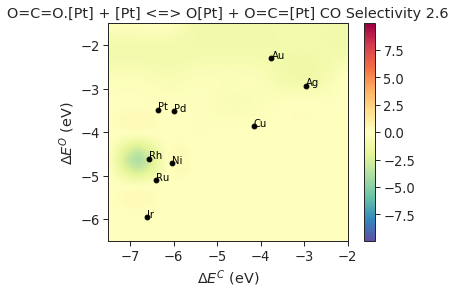 O=C=O.[Pt] + [Pt] <=> O[Pt] + O=C=[Pt] CO Selectivity 2.6
−2
−3
−4
−5
−6
ΔE^O (eV)
Au
Ag
Pt
Pd
Cu
Rh
Ni
Ru
Ir
−7
−6
−5
−4
−3
−2
ΔE^C (eV)
7.5
5.0
2.5
0.0
−2.5
−5.0
−7.5